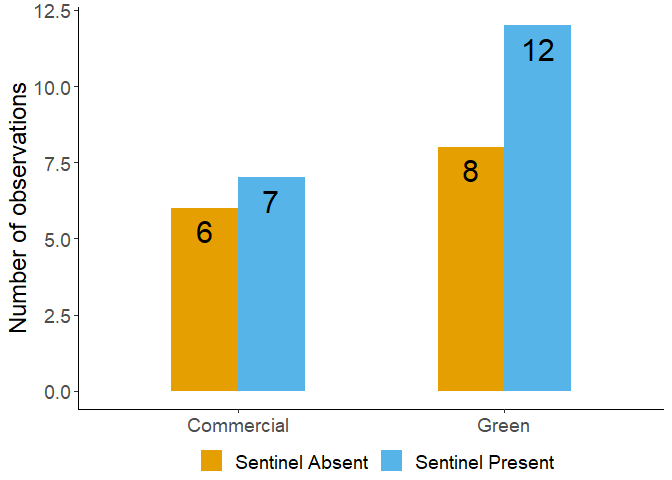 Number of observations
12.5
10.0
7.5
5.0
2.5
0.0
6
7
8
12
Commercial
Green
Sentinel Absent
Sentinel Present